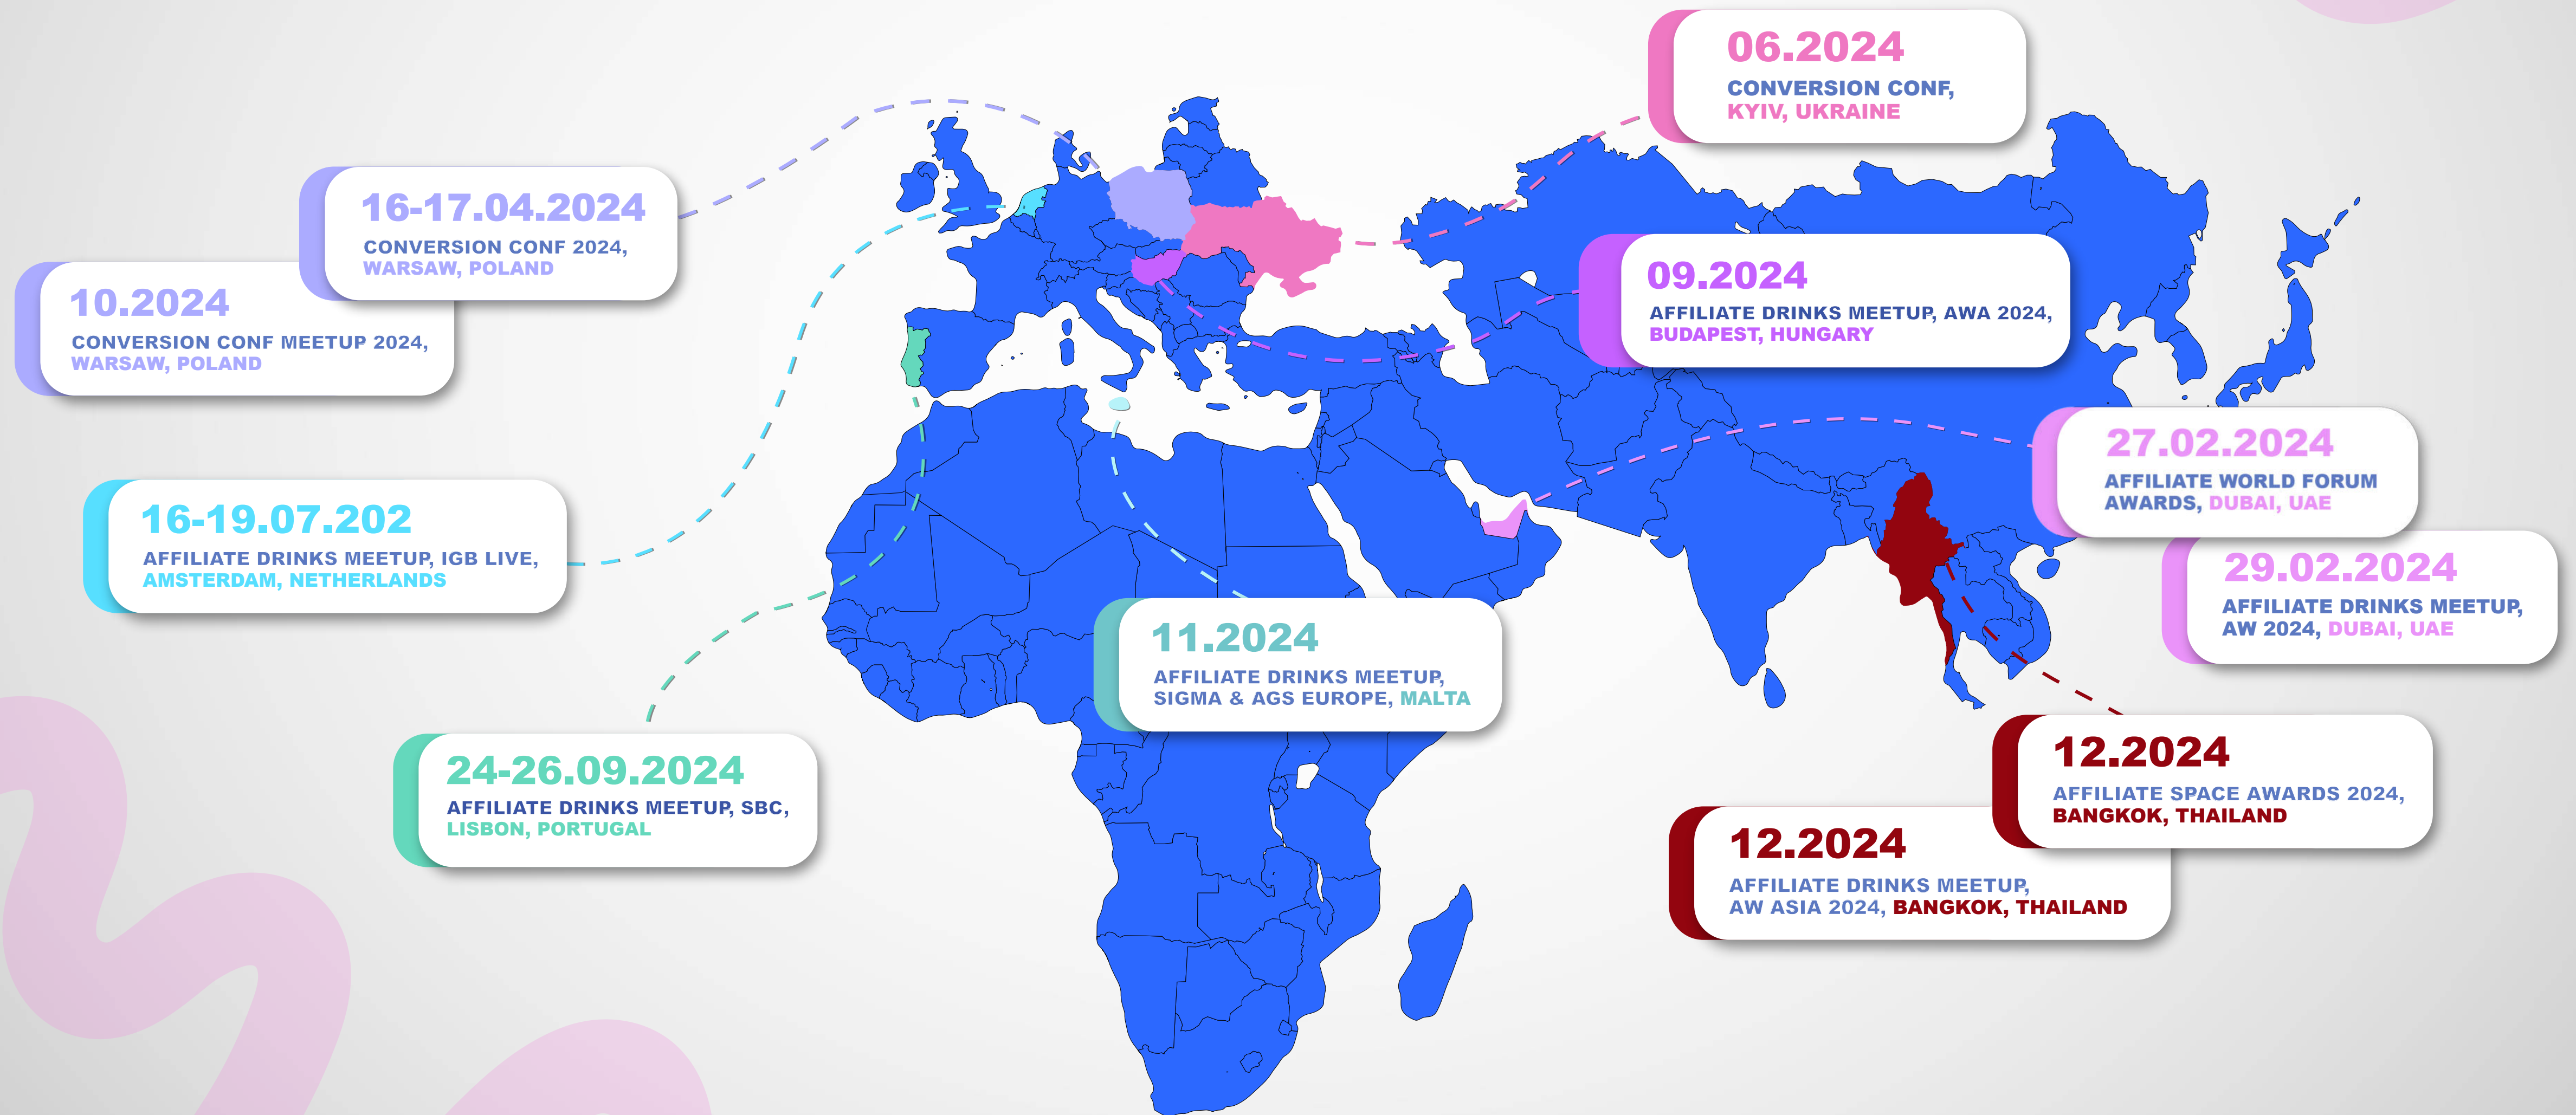 06.2024
CONVERSION CONF,
KYIV, UKRAINE
16-17.04.2024
CONVERSION CONF 2024,
WARSAW, POLAND
10.2024
CONVERSION CONF MEETUP 2024,
WARSAW, POLAND
09.2024
AFFILIATE DRINKS MEETUP, AWA 2024,
BUDAPEST, HUNGARY
27.02.2024
AFFILIATE WORLD FORUM
AWARDS, DUBAI, UAE
16-19.07.202
AFFILIATE DRINKS MEETUP, IGB LIVE,
AMSTERDAM, NETHERLANDS
29.02.2024
AFFILIATE DRINKS MEETUP,
AW 2024, DUBAI, UAE
11.2024
AFFILIATE DRINKS MEETUP,
SIGMA & AGS EUROPE, MALTA
24-26.09.2024
AFFILIATE DRINKS MEETUP, SBC,
LISBON, PORTUGAL
12.2024
AFFILIATE SPACE AWARDS 2024,
BANGKOK, THAILAND
12.2024
AFFILIATE DRINKS MEETUP,
AW ASIA 2024, BANGKOK, THAILAND